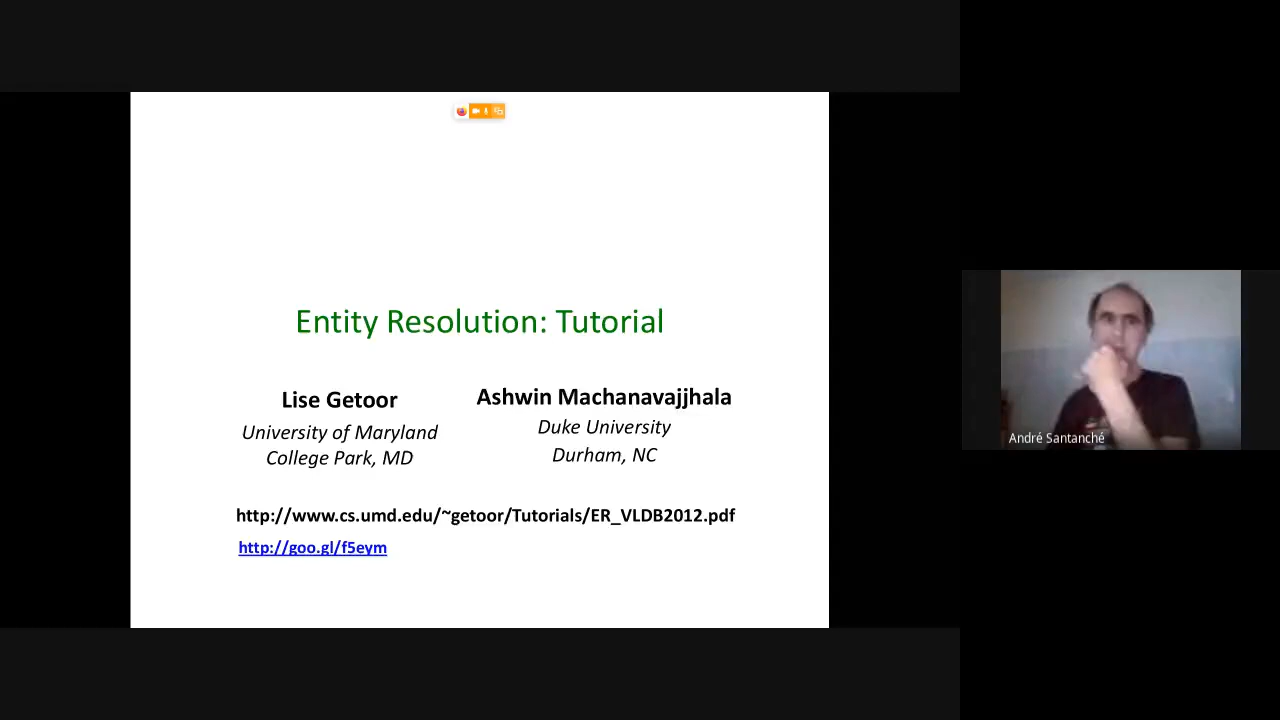 Entity Resolution: Tutorial
Lise Getoor
University of Maryland
College Park, MD
Ashwin Machanavajjhala
Duke University
Durham, NC
http://www.cs.umd.edu/~getoor/Tutorials/ER_VLDB2012.pdf
http://goo.gl/f5eym
André Santanché